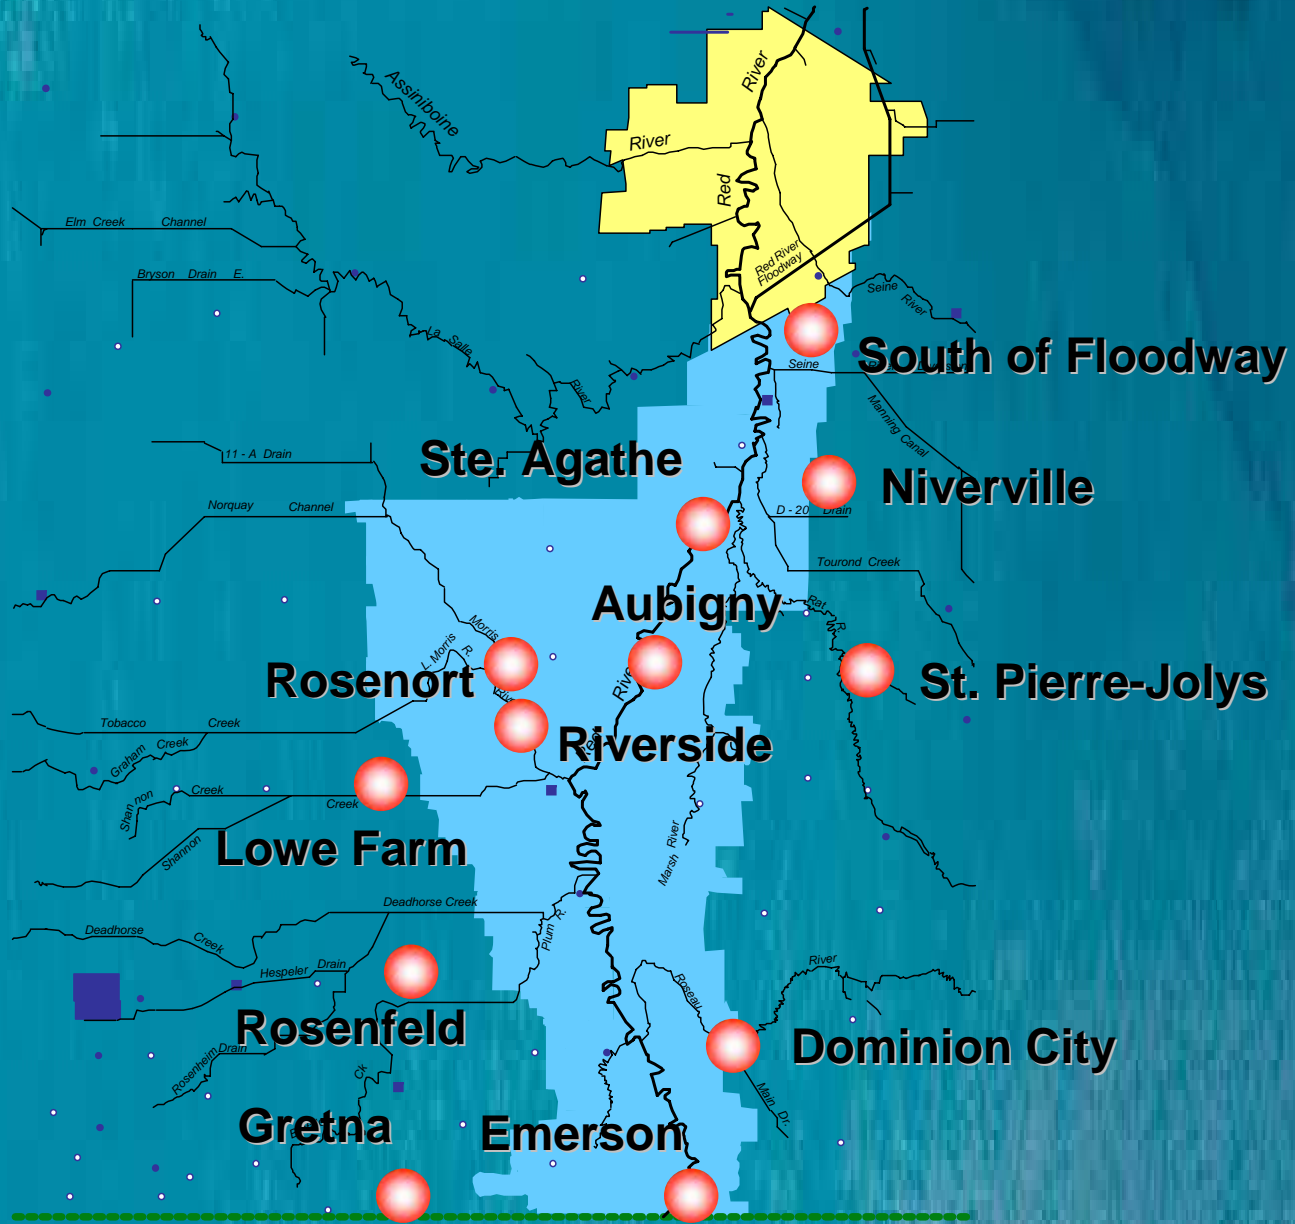 River
Assiniboine
River
Red
Elm Creek Channel
Red River
Floodway
Bryson Drain E.
Seine
River
La Salle
South of Floodway
Seine
River
Manning Canal
Ste. Agathe
11 - A Drain
Niverville
Norquay Channel
D - 20 Drain
Tourond Creek
Aubigny
Rat R.
Morris
L. Morris R.
Rosenort
St. Pierre-Jolys
River
Tobacco Creek
Riverside
Red
Graham Creek
Creek
Shannon
Creek
Shannon
Lowe Farm
Marsh River
Deadhorse Creek
Plum R.
Deadhorse Creek
Hespeler Drain
River
Roseau
Rosenfeld
Dominion City
Rosenheim Drain
Ck
Main Dr.
Gretna
Emerson